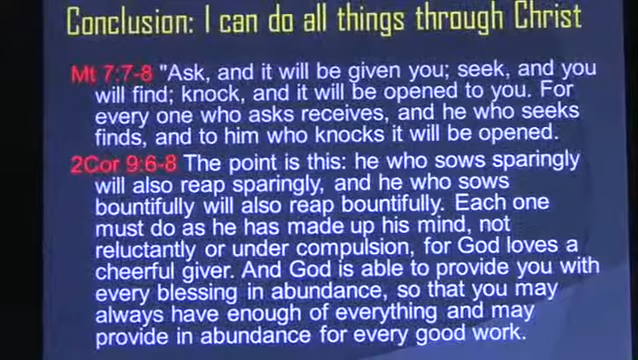 Conclusion: I can do all things through Christ
Mt 7:7-8 "Ask, and it will be given you; seek, and you
will find; knock, and it will be opened to you. For
every one who asks receives, and he who seeks
finds, and to him who knocks it will be opened.
2Cor 9:6-8 The point is this: he who sows sparingly
will also reap sparingly, and he who sows
bountifully will also reap bountifully. Each one
must do as he has made up his mind, not
reluctantly or under compulsion, for God loves a
cheerful giver. And God is able to provide you with
every blessing in abundance, so that you may
always have enough of everything and may
provide in abundance for every good work.